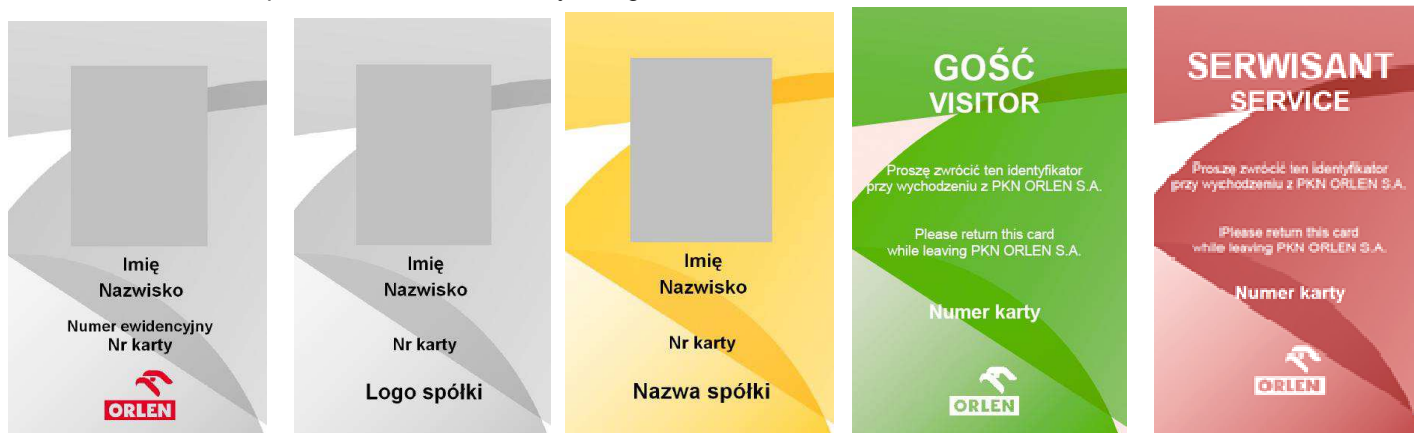 Imię
Nazwisko
Numer ewidencyjny
Nr karty
ORLEN
Imię
Nazwisko
Nr karty
Logo spółki
Imię
Nazwisko
Nr karty
Nazwa spółki
GOŚĆ
VISITOR
Proszę zwrócić ten identyfikator
przy wychodzeniu z PKN ORLEN S.A.
Please return this card
while leaving PKN ORLEN S.A.
Numer karty
ORLEN
SERWISANT
SERVICE
Proszę zwrócić ten identyfikator
przy wychodzeniu z PKN ORLEN S.A.
Please return this card
while leaving PKN ORLEN S.A.
Numer karty
ORLEN